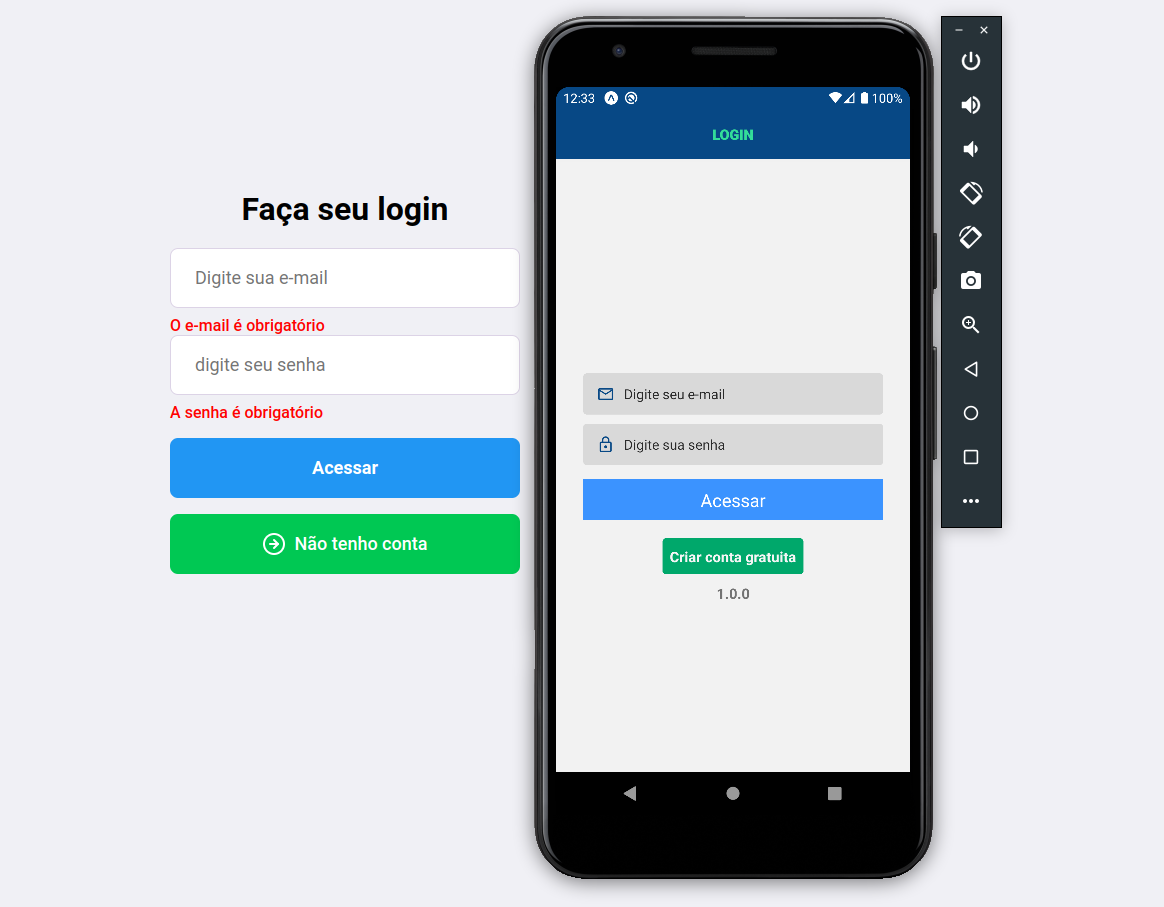 Faça seu login
Digite sua e-mail
O e-mail é obrigatório
digite seu senha
A senha é obrigatório
Acessar
Não tenho conta
12:33 100%
LOGIN
Digite seu e-mail
Digite sua senha
Acessar
Criar conta gratuita
1.0.0